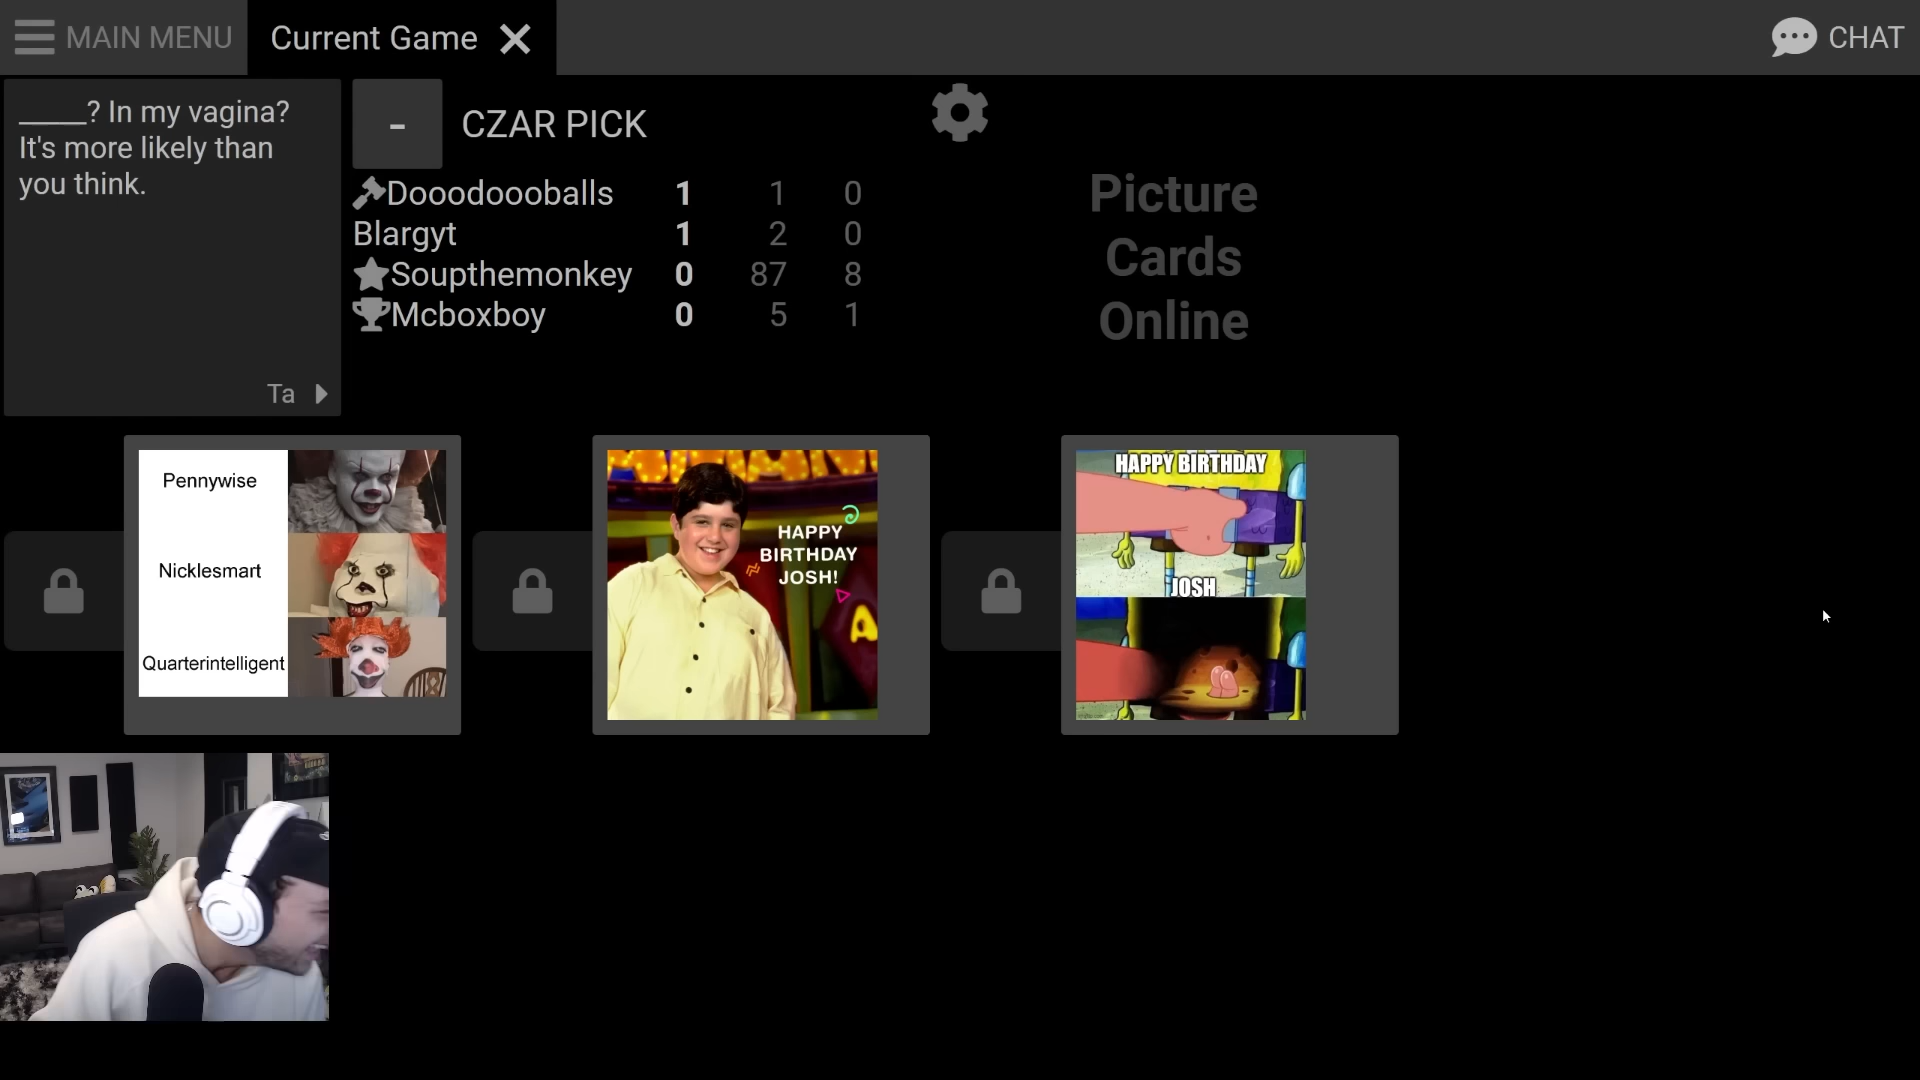 MAIN MENU
Current Game
CHAT
_____? In my vagina?
It's more likely than
you think.
Ta
-
CZAR PICK
Dooodoooballs 1 1 0
Blargyt 1 2 0
Soupthemonkey 0 87 8
Mcboxboy 0 5 1
Picture
Cards
Online
Pennywise
Nicklesmart
Quarterintelligent
HAPPY
BIRTHDAY
JOSH!
A
HAPPY BIRTHDAY
JOSH